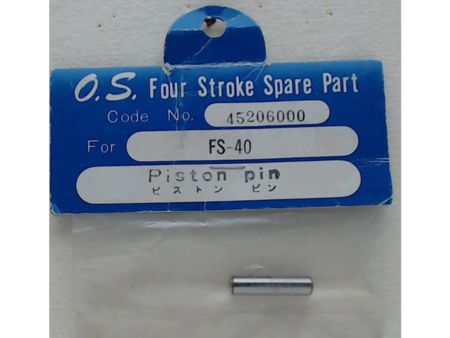 O.S. Four Stroke Spare Part
Code No. 45206000
For FS-40
Piston pin
ピストン ピン